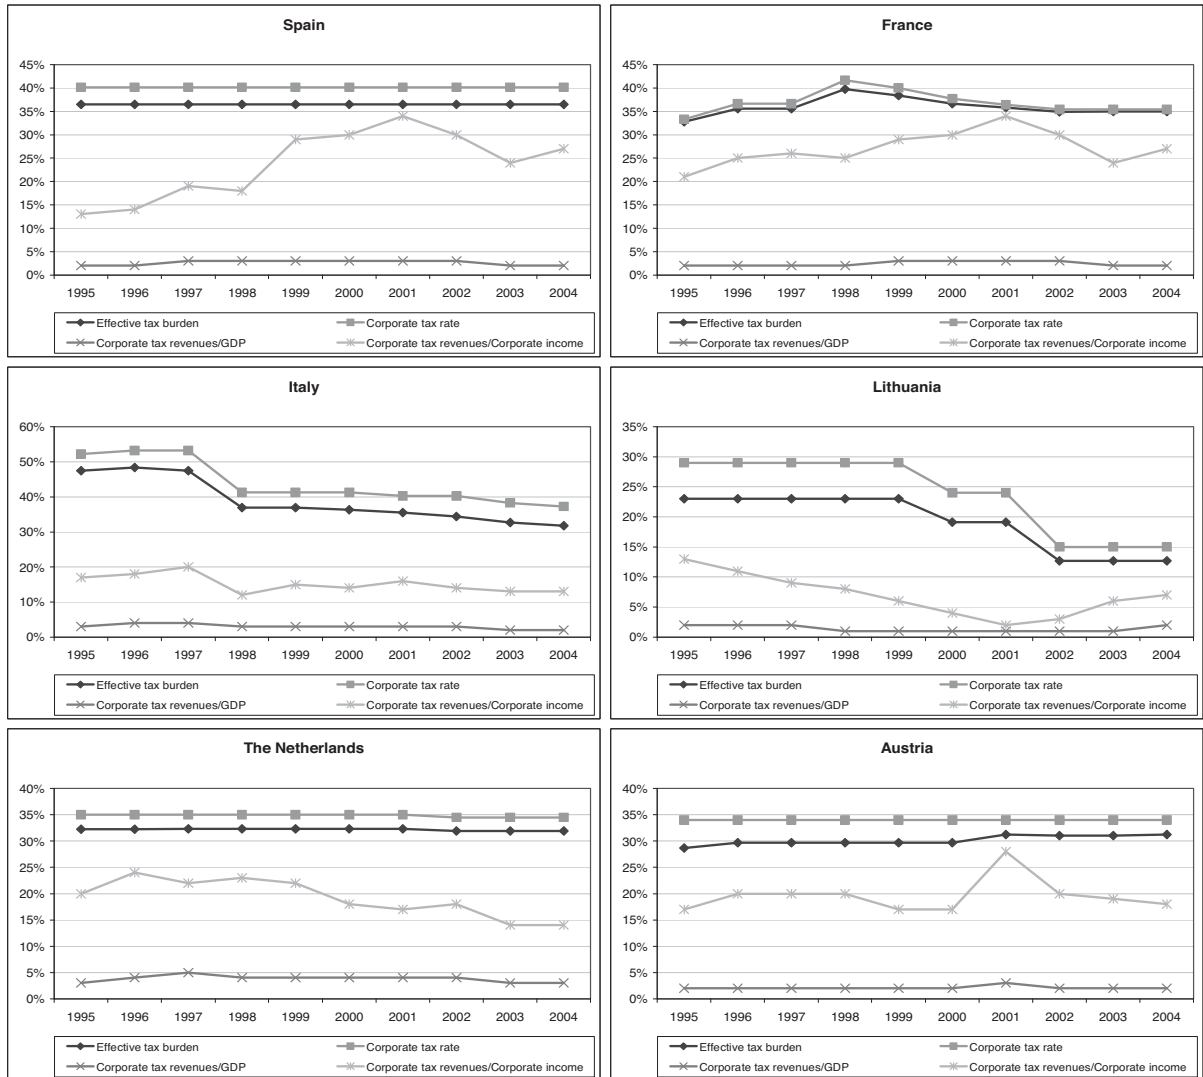 Spain
45%
40%
35%
30%
25%
20%
15%
10%
5%
0%
1995 1996 1997 1998 1999 2000 2001 2002 2003 2004
Effective tax burden Corporate tax rate
Corporate tax revenues/GDP Corporate tax revenues/Corporate income
France
45%
40%
35%
30%
25%
20%
15%
10%
5%
0%
1995 1996 1997 1998 1999 2000 2001 2002 2003 2004
Effective tax burden Corporate tax rate
Corporate tax revenues/GDP Corporate tax revenues/Corporate income
Italy
60%
50%
40%
30%
20%
10%
0%
1995 1996 1997 1998 1999 2000 2001 2002 2003 2004
Effective tax burden Corporate tax rate
Corporate tax revenues/GDP Corporate tax revenues/Corporate income
Lithuania
35%
30%
25%
20%
15%
10%
5%
0%
1995 1996 1997 1998 1999 2000 2001 2002 2003 2004
Effective tax burden Corporate tax rate
Corporate tax revenues/GDP Corporate tax revenues/Corporate income
The Netherlands
40%
35%
30%
25%
20%
15%
10%
5%
0%
1995 1996 1997 1998 1999 2000 2001 2002 2003 2004
Effective tax burden Corporate tax rate
Corporate tax revenues/GDP Corporate tax revenues/Corporate income
Austria
40%
35%
30%
25%
20%
15%
10%
5%
0%
1995 1996 1997 1998 1999 2000 2001 2002 2003 2004
Effective tax burden Corporate tax rate
Corporate tax revenues/GDP Corporate tax revenues/Corporate income